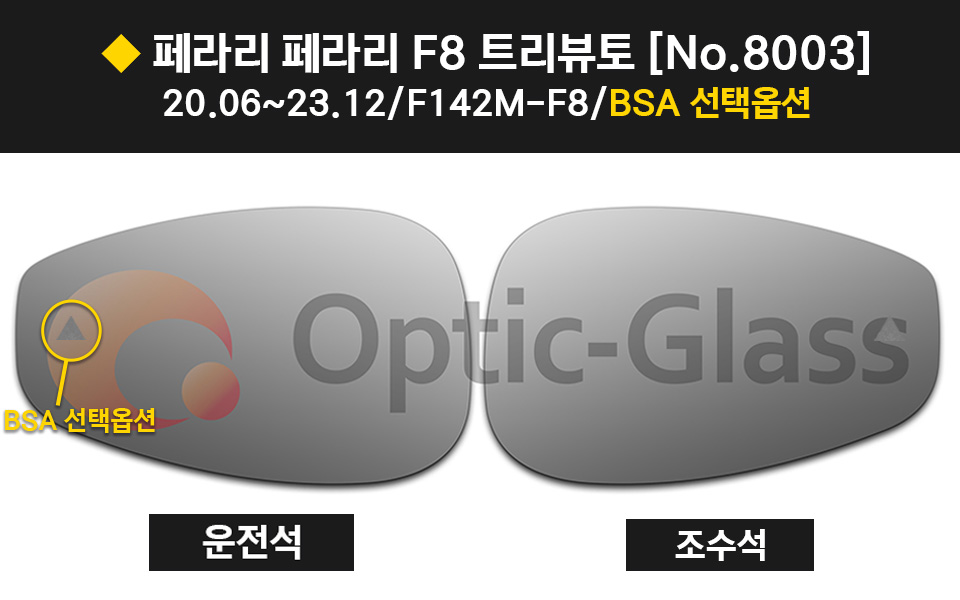 ◆ 페라리 페라리 F8 트리뷰토 [No.8003]
20.06~23.12/F142M-F8/BSA 선택옵션
Optic-Glass
BSA 선택옵션
운전석
조수석